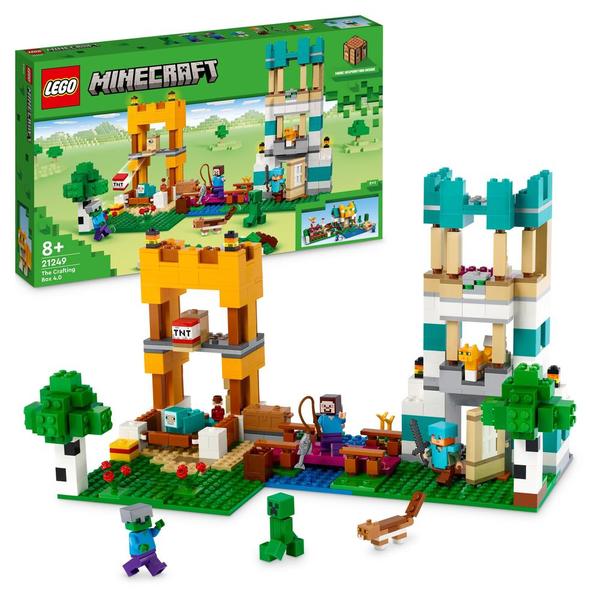 LEGO
MINECRAFT
8+
21249
The Crafting
Box 4.0
TNT
TNT